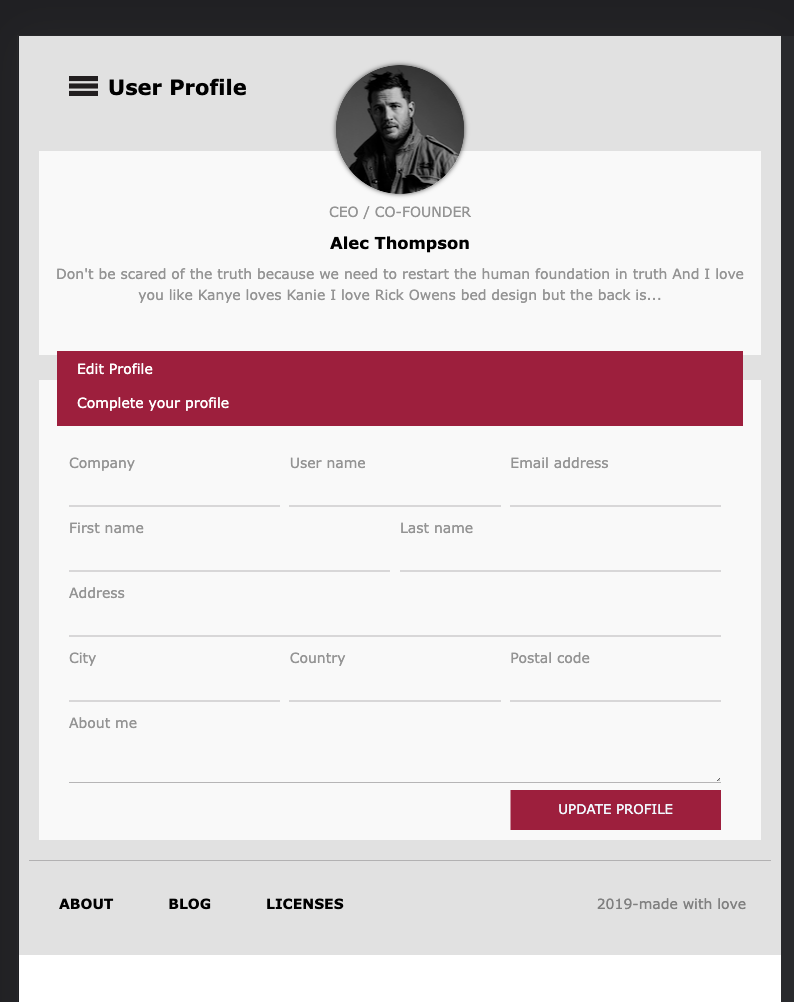 User Profile
CEO / CO-FOUNDER
Alec Thompson
Don't be scared of the truth because we need to restart the human foundation in truth And I love
you like Kanye loves Kanie I love Rick Owens bed design but the back is...
Edit Profile
Complete your profile
Company User name Email address
First name Last name
Address
City Country Postal code
About me
UPDATE PROFILE
ABOUT BLOG LICENSES 2019-made with love